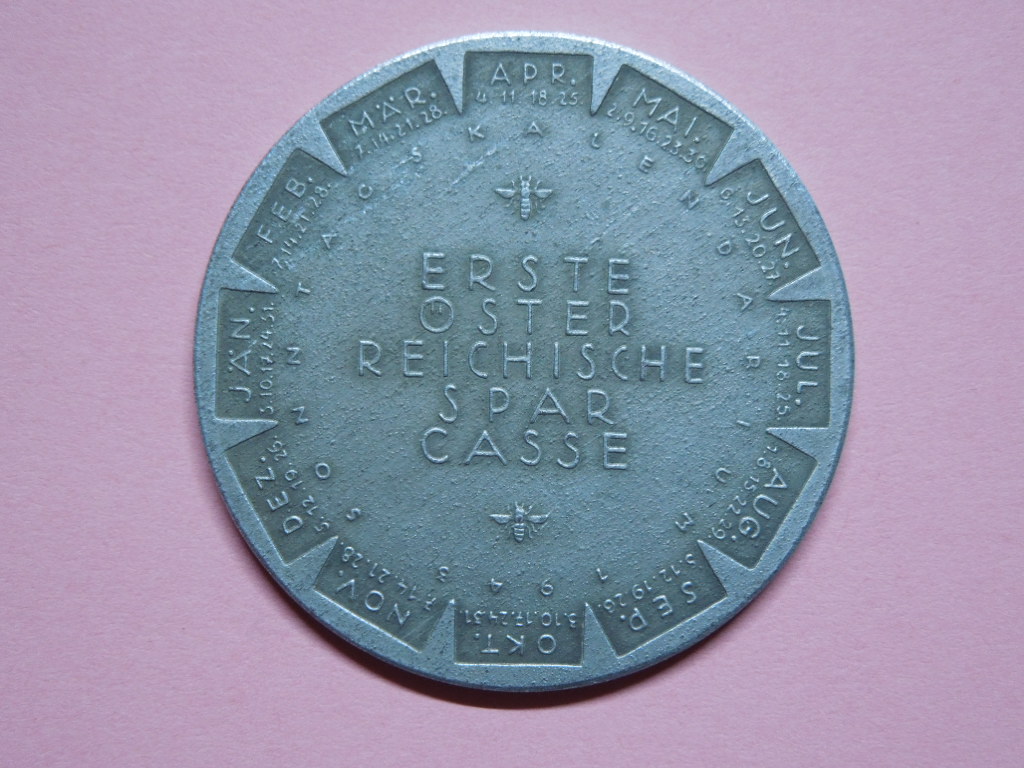 ERSTE
ÖSTER
REICHISCHE
SPAR
CASSE
SONNTAGSKALENDARIUM 1943
JÄN.
3.10.17.24.31.
FEB.
7.14.21.28.
MÄR.
7.14.21.28.
APR.
4.11.18.25.
MAI.
2.9.16.23.30.
JUN.
6.13.20.27.
JUL.
4.11.18.25.
AUG.
1.8.15.22.29.
SEP.
5.12.19.26.
OKT.
3.10.17.24.31.
NOV.
7.14.21.28.
DEZ.
5.12.19.26.